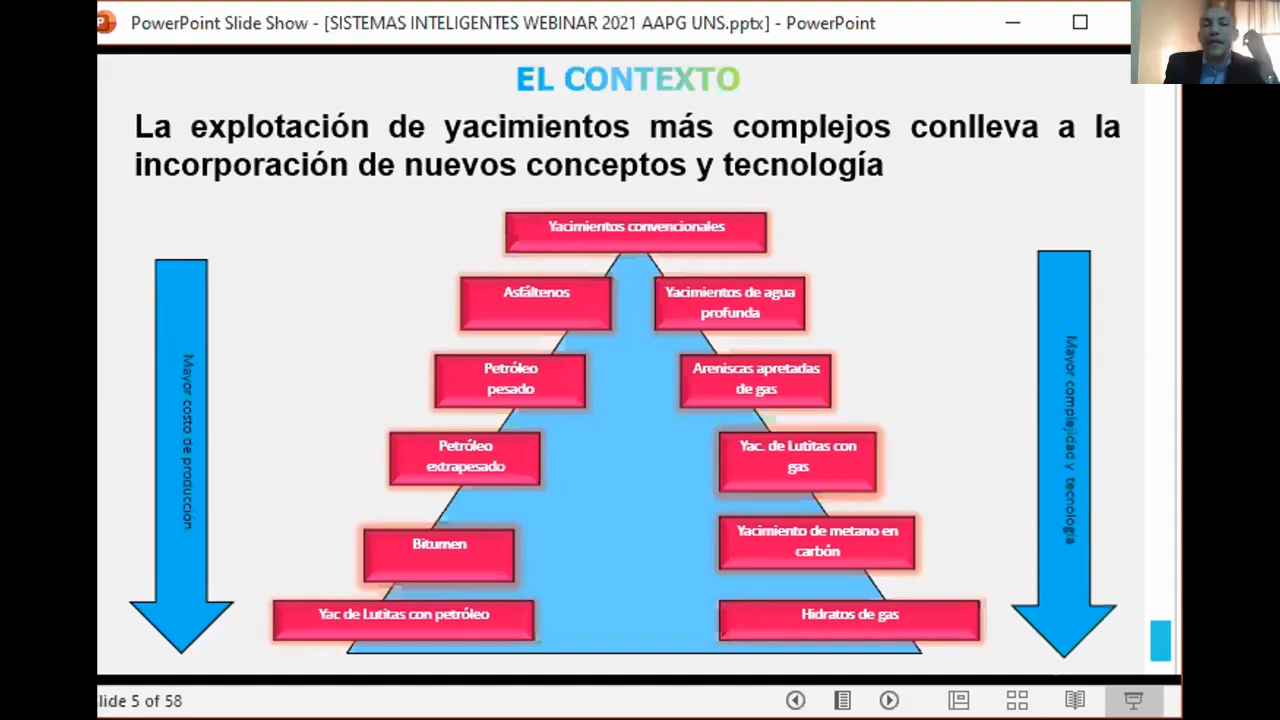 PowerPoint Slide Show - [SISTEMAS INTELIGENTES WEBINAR 2021 AAPG UNS.pptx] - PowerPoint
EL CONTEXTO
La explotación de yacimientos más complejos conlleva a la
incorporación de nuevos conceptos y tecnología
Yacimientos convencionales
Asfáltenos
Yacimientos de agua
profunda
Petróleo
pesado
Areniscas apretadas
de gas
Petróleo
extrapesado
Yac. de Lutitas con
gas
Bitumen
Yacimiento de metano en
carbón
Yac de Lutitas con petróleo
Hidratos de gas
Mayor costo de producción
Mayor complejidad y tecnología
lide 5 of 58